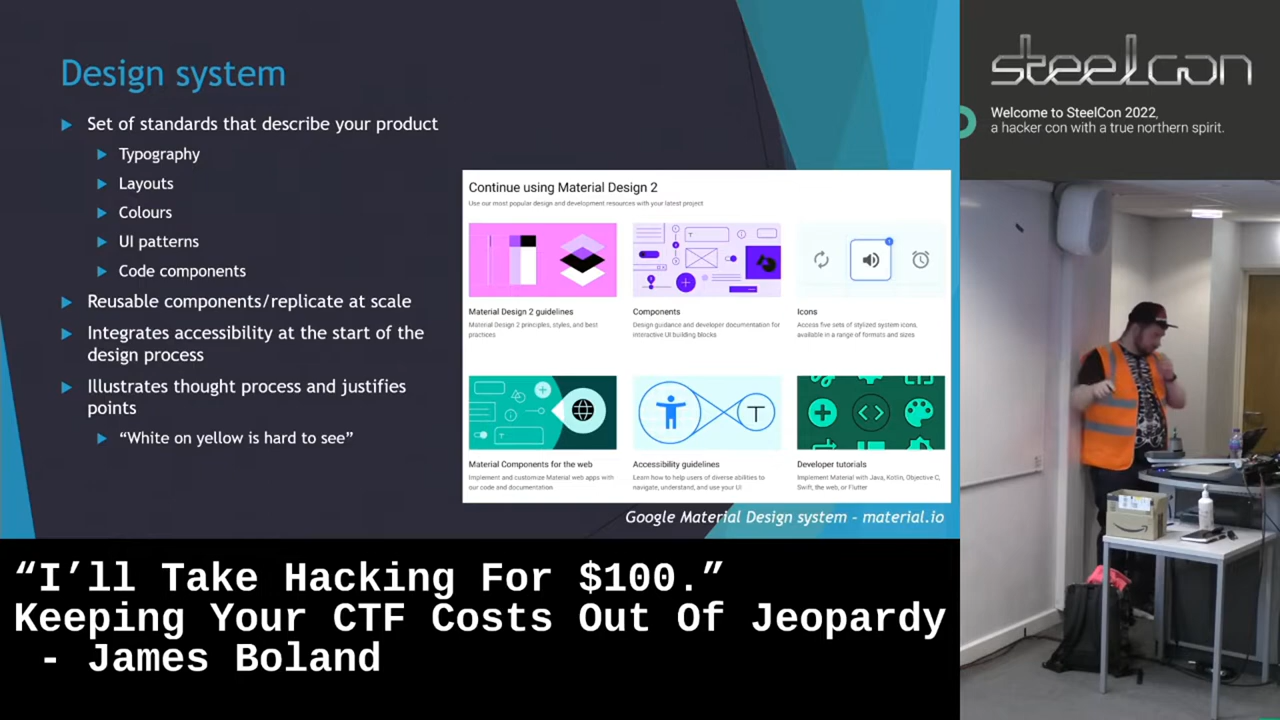 Design system
Set of standards that describe your product
Typography
Layouts
Colours
UI patterns
Code components
Reusable components/replicate at scale
Integrates accessibility at the start of the
design process
Illustrates thought process and justifies
points
“White on yellow is hard to see”
Continue using Material Design 2
Use our most popular design and development resources with your latest project
Material Design 2 guidelines
Material Design 2 principles, styles, and best
practices
Components
Design guidance and developer documentation for
interactive UI building blocks
Icons
Access five sets of stylized system icons,
available in a range of formats and sizes
Material Components for the web
Implement and customize Material web apps with
our code and documentation
Accessibility guidelines
Learn how to help users of diverse abilities to
navigate, understand, and use your UI
Developer tutorials
Implement Material with Java, Kotlin, Objective C,
Swift, the web, or Flutter
Google Material Design system - material.io
steelcon
Welcome to SteelCon 2022,
a hacker con with a true northern spirit.
“I’ll Take Hacking For $100.”
Keeping Your CTF Costs Out Of Jeopardy
- James Boland